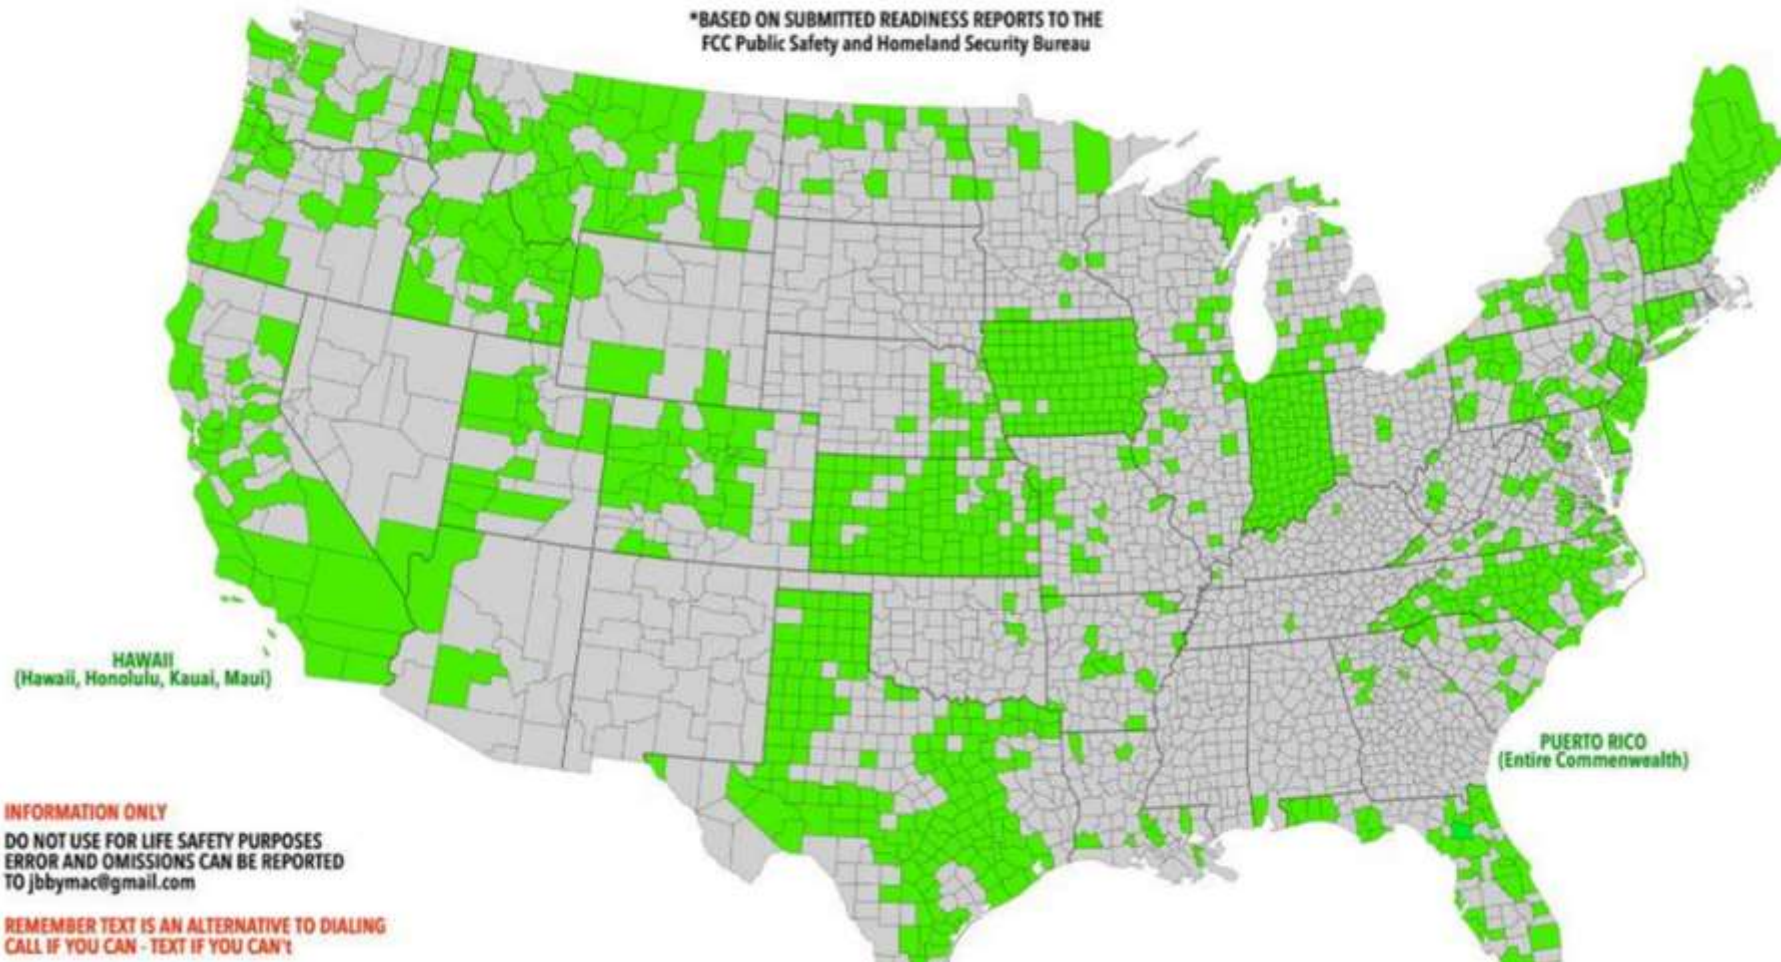 *BASED ON SUBMITTED READINESS REPORTS TO THE
FCC Public Safety and Homeland Security Bureau
HAWAII
(Hawaii, Honolulu, Kauai, Maui)
PUERTO RICO
(Entire Commenwealth)
INFORMATION ONLY
DO NOT USE FOR LIFE SAFETY PURPOSES
ERROR AND OMISSIONS CAN BE REPORTED
TO jbbymac@gmail.com
REMEMBER TEXT IS AN ALTERNATIVE TO DIALING
CALL IF YOU CAN - TEXT IF YOU CAN't